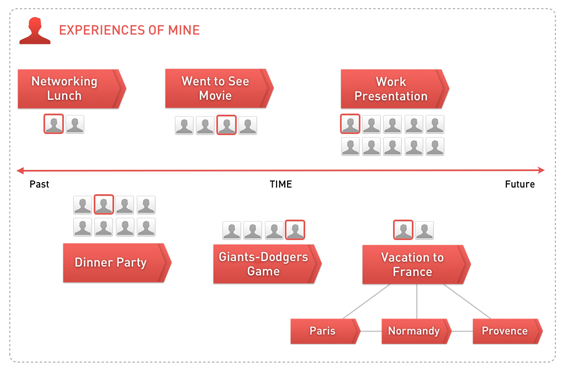 EXPERIENCES OF MINE
Networking
Lunch
Went to See
Movie
Work
Presentation
Past
TIME
Future
Dinner Party
Giants-Dodgers
Game
Vacation to
France
Paris
Normandy
Provence